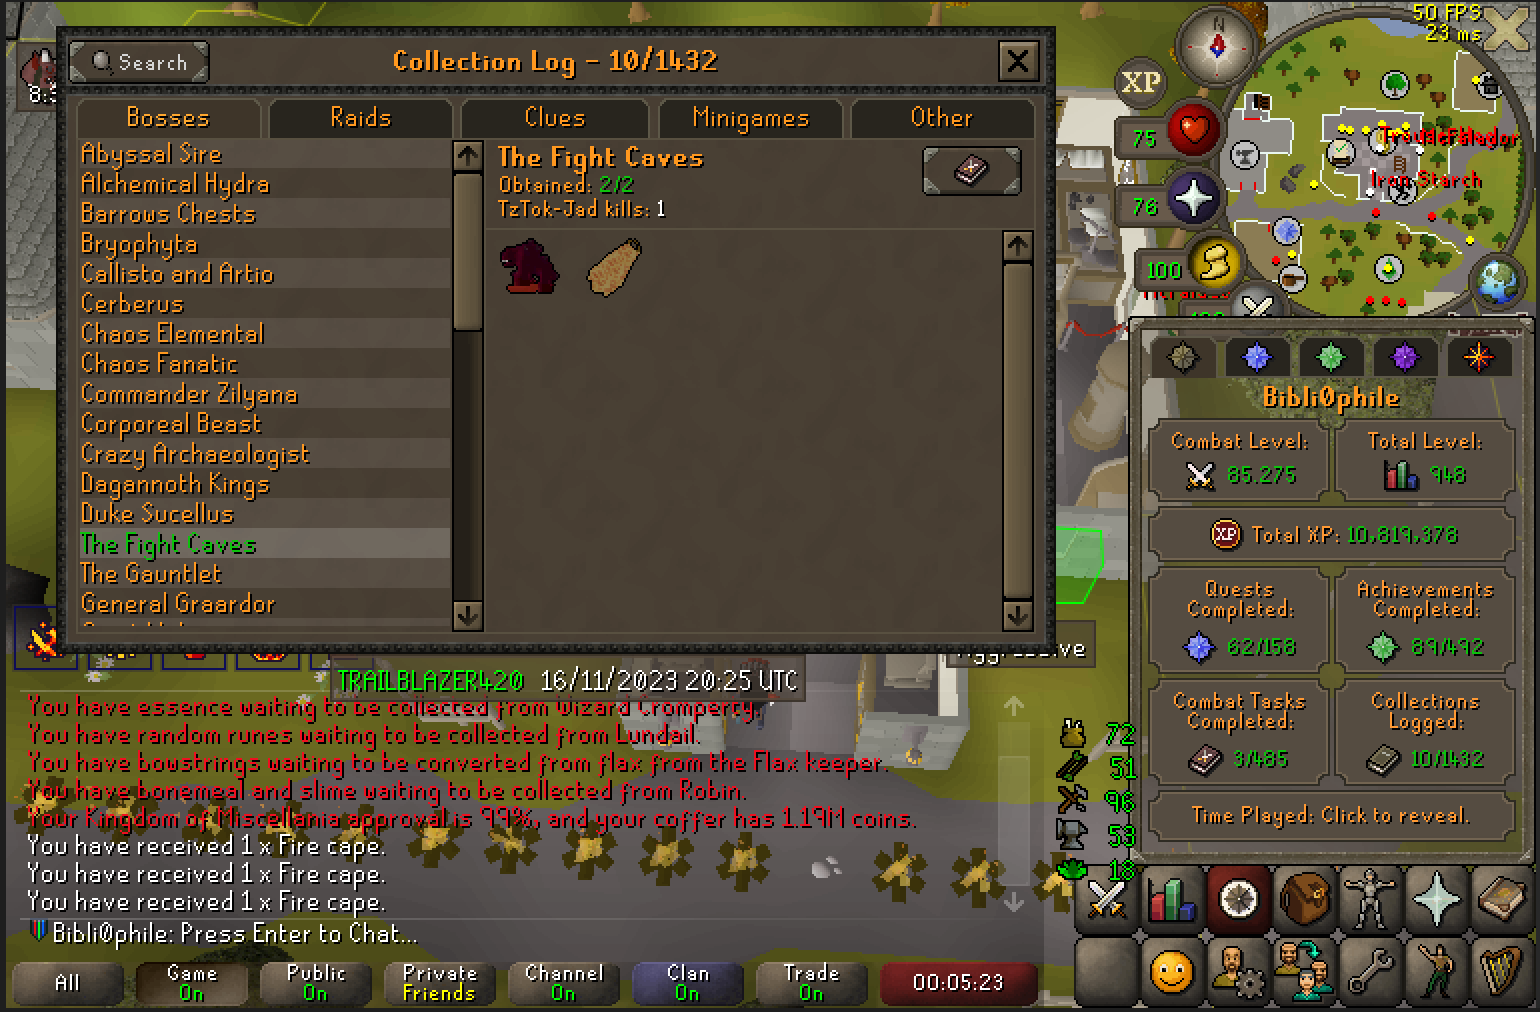 50 FPS
23 ms
Search
Collection Log - 10/1432
Bosses
Raids
Clues
Minigames
Other
Abyssal Sire
Alchemical Hydra
Barrows Chests
Bryophyta
Callisto and Artio
Cerberus
Chaos Elemental
Chaos Fanatic
Commander Zilyana
Corporeal Beast
Crazy Archaeologist
Dagannoth Kings
Duke Sucellus
The Fight Caves
The Gauntlet
General Graardor
The Fight Caves
Obtained: 2/2
TzTok-Jad kills: 1
XP
N
75
76
100
Iron Starch
Bibli0phile
Combat Level:
85.275
Total Level:
948
XP Total XP: 10,819,378
Quests
Completed:
62/158
Achievements
Completed:
89/492
Combat Tasks
Completed:
3/485
Collections
Logged:
10/1432
Time Played: Click to reveal.
TRAILBLAZER420 16/11/2023 20:25 UTC
You have essence waiting to be collected from Wizard Cromperty.
You have random runes waiting to be collected from Lundail.
You have bowstrings waiting to be converted from flax from the Flax keeper.
You have bonemeal and slime waiting to be collected from Robin.
Your Kingdom of Miscellania approval is 99%, and your coffer has 1.19M coins.
You have received 1 x Fire cape.
You have received 1 x Fire cape.
You have received 1 x Fire cape.
Bibli0phile: Press Enter to Chat...
72
51
96
53
18
All
Game
On
Public
On
Private
Friends
Channel
On
Clan
On
Trade
On
00:05:23